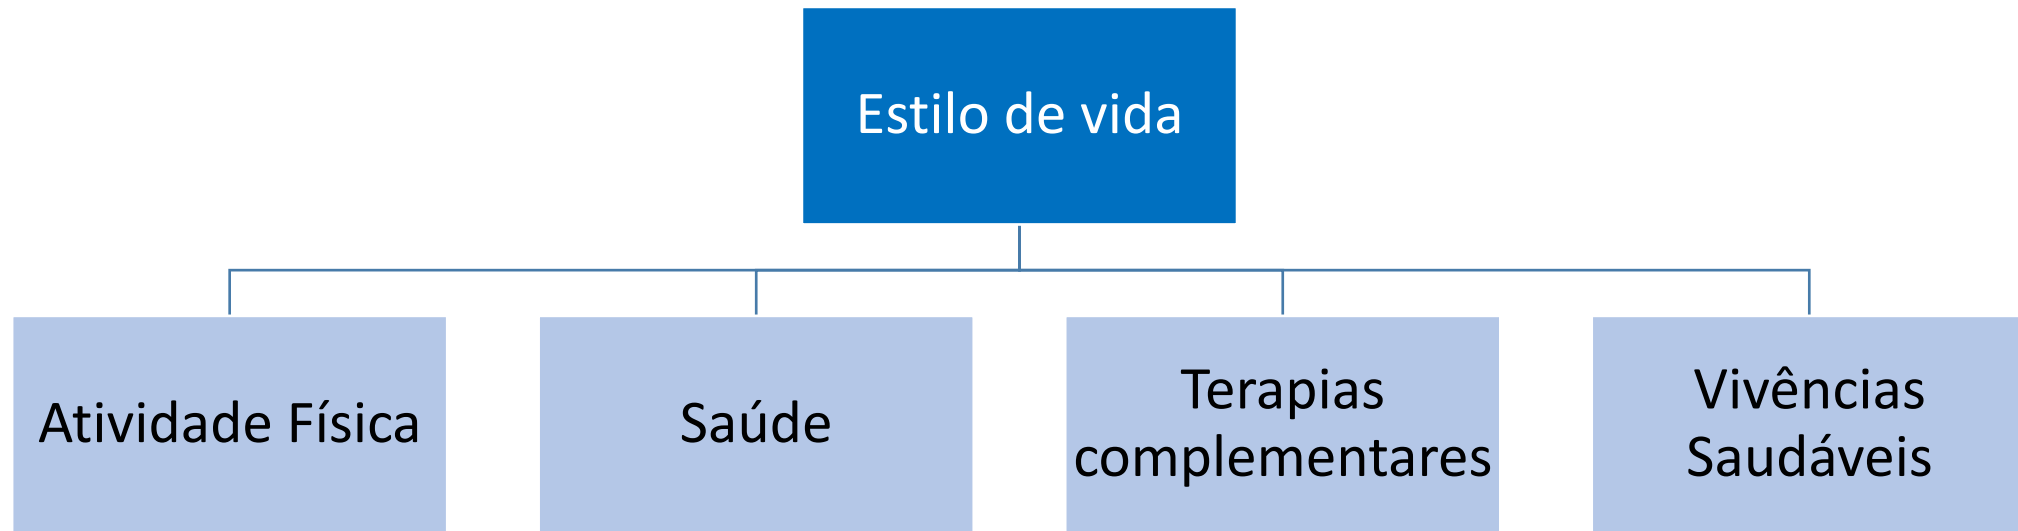 Estilo de vida
Atividade Física
Saúde
Terapias
complementares
Vivências
Saudáveis